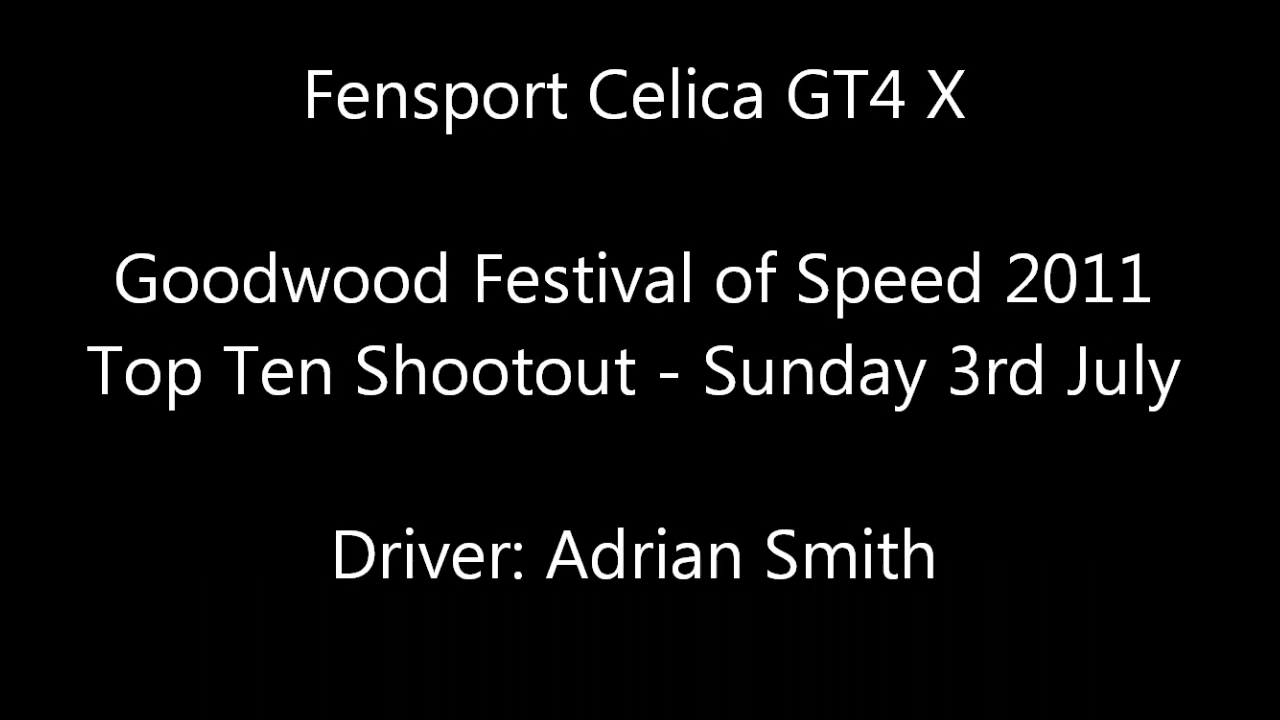 Fensport Celica GT4 X
Goodwood Festival of Speed 2011
Top Ten Shootout - Sunday 3rd July
Driver: Adrian Smith